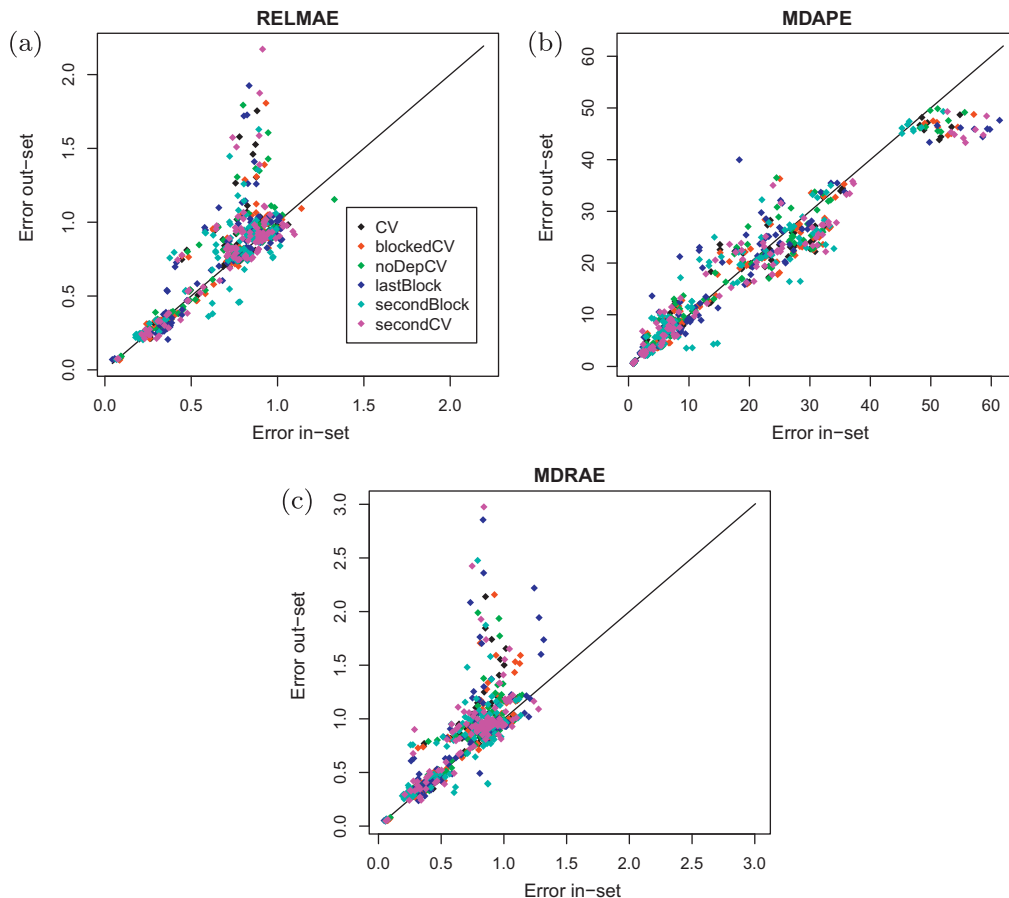 RELMAE
(a)
Error out−set
0.0 0.5 1.0 1.5 2.0
CV
blockedCV
noDepCV
lastBlock
secondBlock
secondCV
0.0 0.5 1.0 1.5 2.0
Error in−set
MDAPE
(b)
Error out−set
0 10 20 30 40 50 60
0 10 20 30 40 50 60
Error in−set
MDRAE
(c)
Error out−set
0.0 0.5 1.0 1.5 2.0 2.5 3.0
0.0 0.5 1.0 1.5 2.0 2.5 3.0
Error in−set